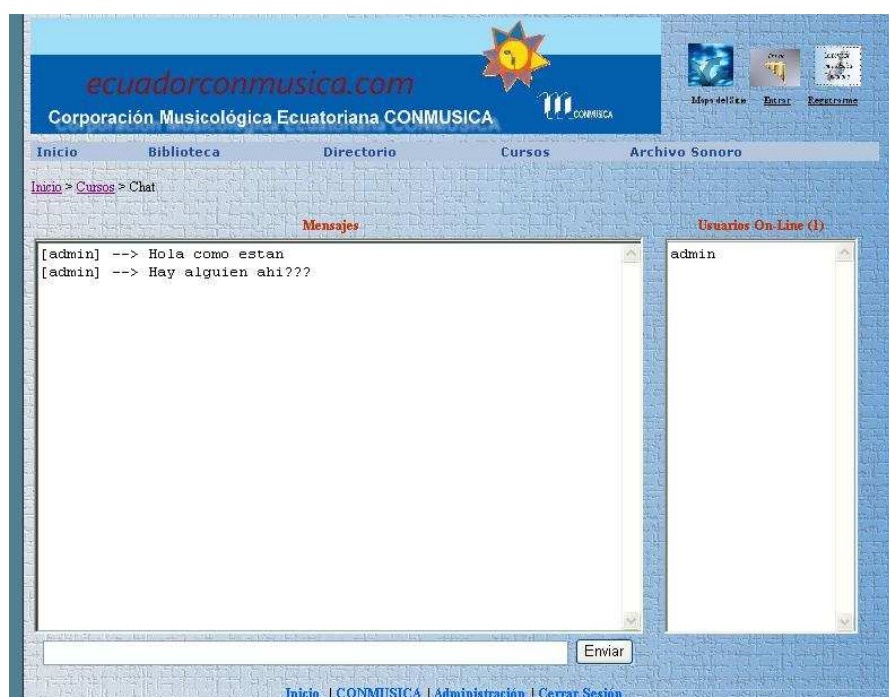 ecuadorconmusica.com
Corporación Musicológica Ecuatoriana CONMUSICA
m CONMUSICA
Mapa del Sitio Entrar Registrarme
Inicio Biblioteca Directorio Cursos Archivo Sonoro
Inicio > Cursos > Chat
Mensajes Usuarios On-Line (1)
[admin] --> Hola como estan
[admin] --> Hay alguien ahi???
admin
Enviar
Inicio | CONMUSICA | Administración | Cerrar Sesión